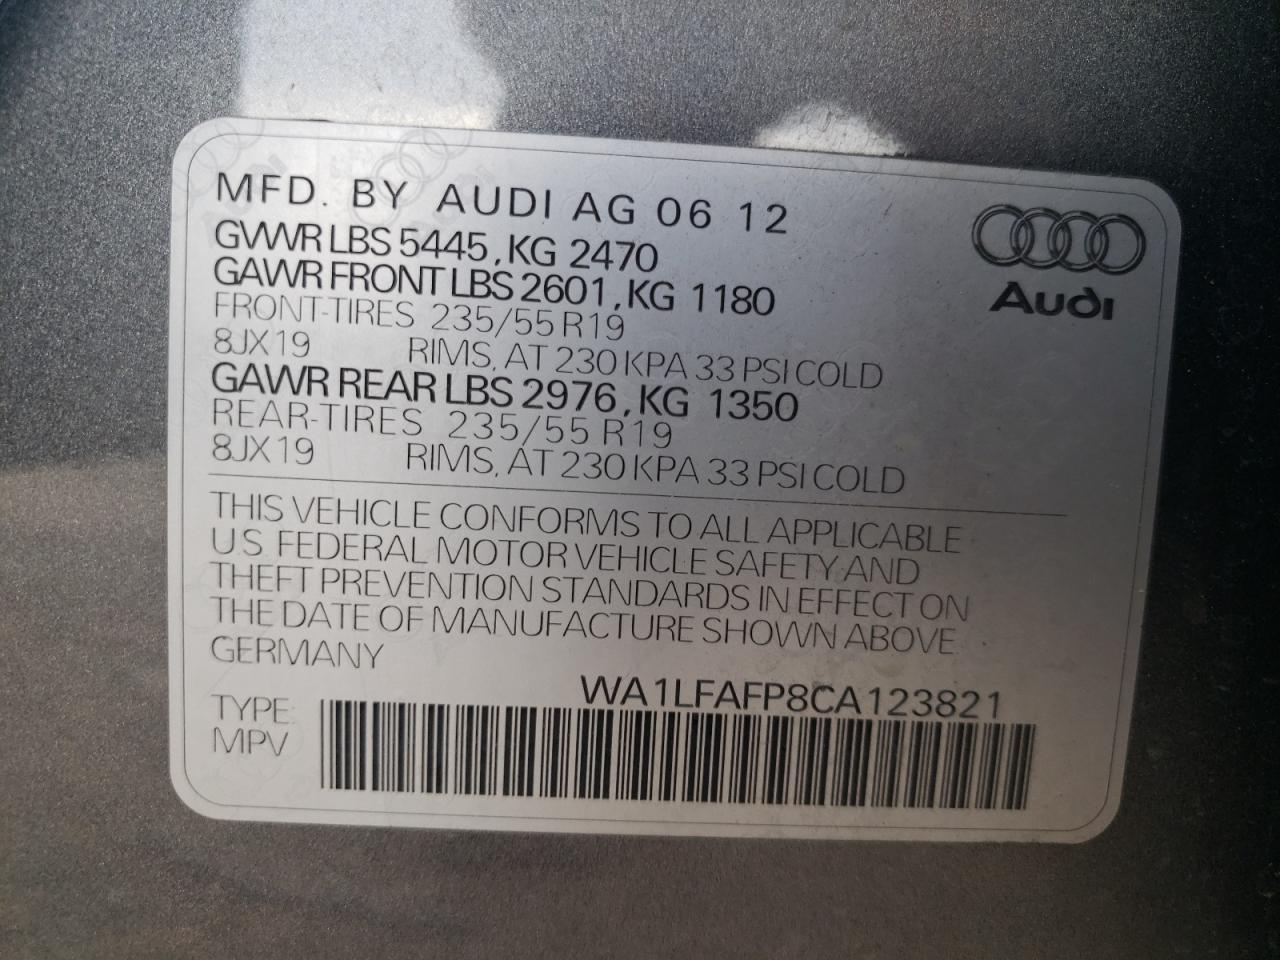 MFD. BY AUDI AG 06 12
GVWR LBS 5445, KG 2470
GAWR FRONT LBS 2601, KG 1180
FRONT-TIRES 235/55 R19
8JX19 RIMS, AT 230 KPA 33 PSI COLD
GAWR REAR LBS 2976, KG 1350
REAR-TIRES 235/55 R19
8JX19 RIMS, AT 230 KPA 33 PSI COLD
Audi
THIS VEHICLE CONFORMS TO ALL APPLICABLE
U.S. FEDERAL MOTOR VEHICLE SAFETY AND
THEFT PREVENTION STANDARDS IN EFFECT ON
THE DATE OF MANUFACTURE SHOWN ABOVE
GERMANY
WA1LFAFP8CA123821
TYPE:
MPV